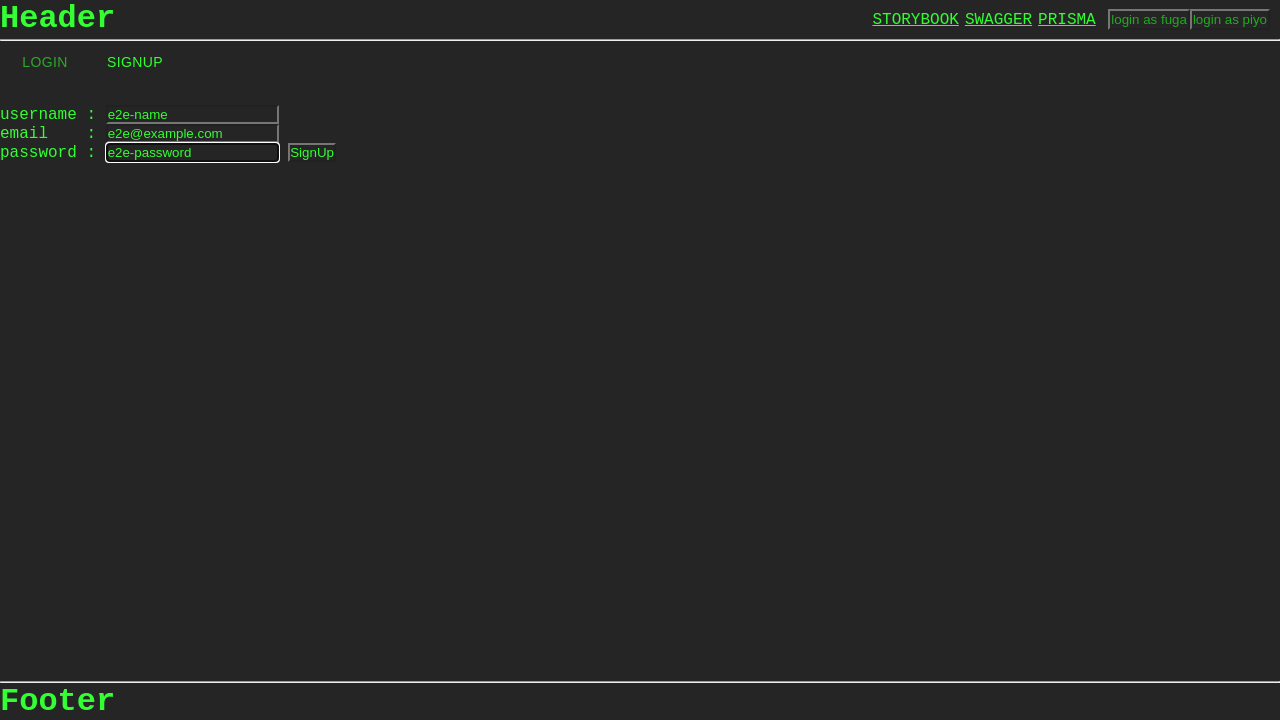 Header
STORYBOOK SWAGGER PRISMA login as fuga login as piyo
LOGIN SIGNUP
username : e2e-name
email : e2e@example.com
password : e2e-password SignUp
Footer